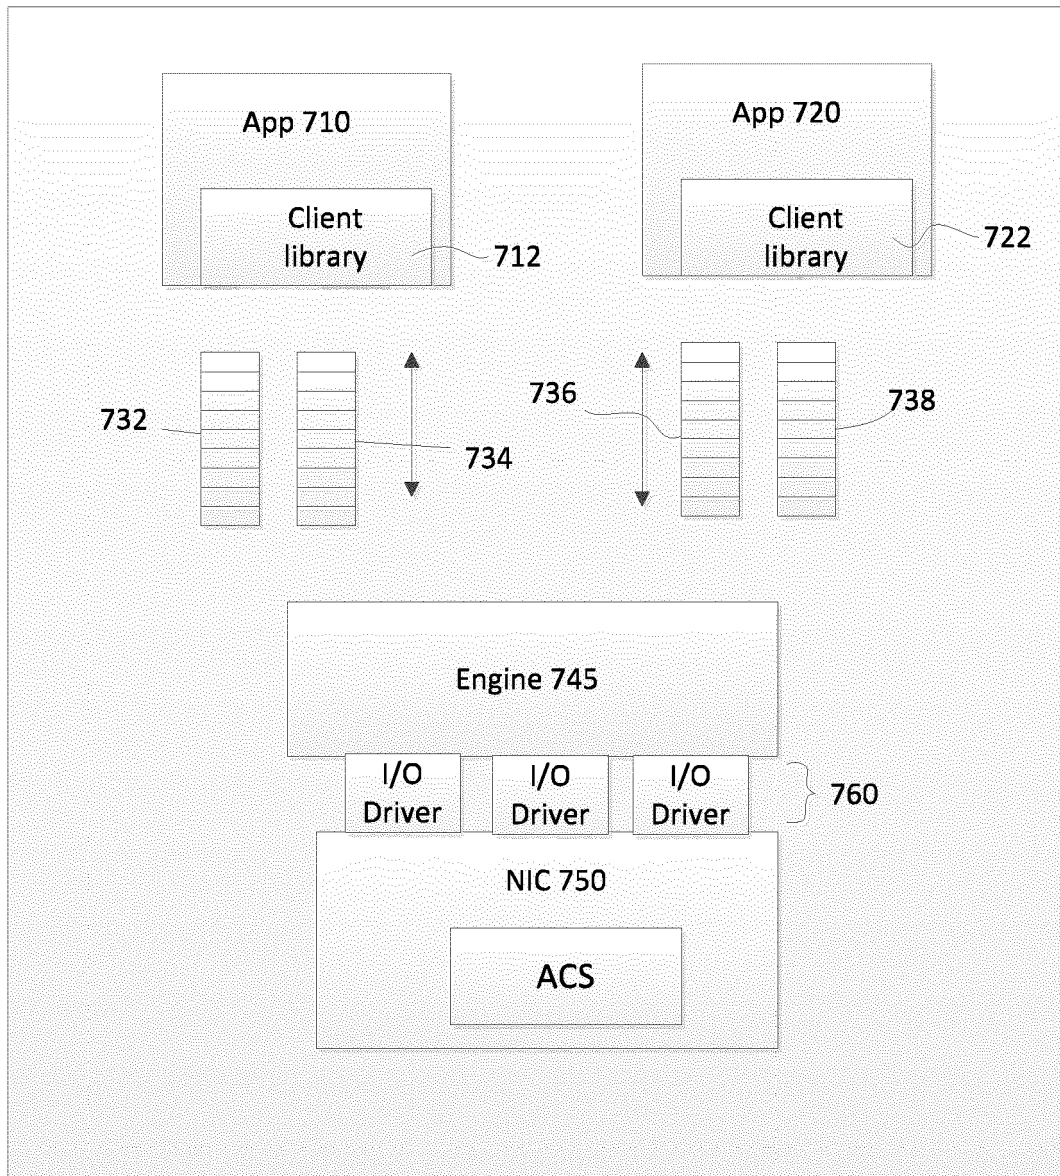 App 710
App 720
Client
library
712
Client
library
722
732
734
736
738
Engine 745
I/O
Driver
I/O
Driver
I/O
Driver
760
NIC 750
ACS